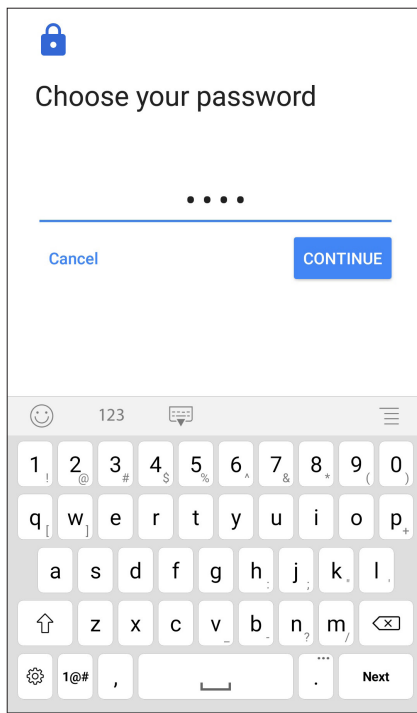 Choose your password
••••
Cancel CONTINUE
123
1 ! 2 @ 3 # 4 $ 5 % 6 ^ 7 & 8 * 9 ( 0 )
q [ w ] e r t y u i o p +
a s d f g h : j ; k l
z x c v _ b - n ? m /
1@# , . ... Next